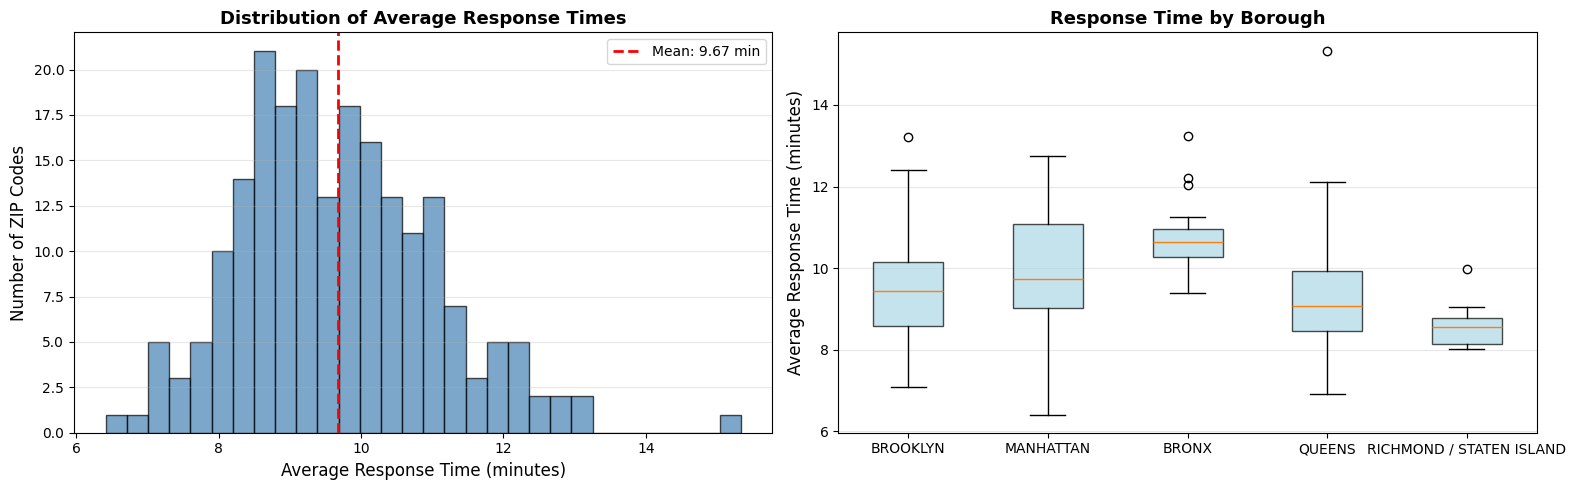 Distribution of Average Response Times
Number of ZIP Codes
20.0
17.5
15.0
12.5
10.0
7.5
5.0
2.5
0.0
Mean: 9.67 min
6 8 10 12 14
Average Response Time (minutes)
Response Time by Borough
Average Response Time (minutes)
14
12
10
8
6
BROOKLYN MANHATTAN BRONX QUEENS RICHMOND / STATEN ISLAND